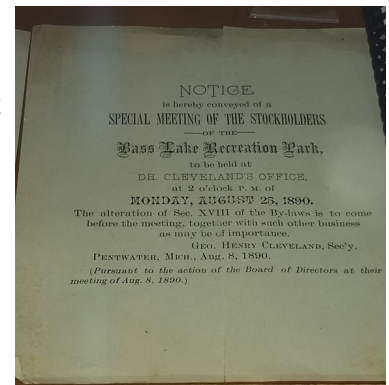 NOTICE
is hereby conveyed of a
SPECIAL MEETING OF THE STOCKHOLDERS
OF THE
Bass Lake Recreation Park,
to be held at
DR. CLEVELAND'S OFFICE,
at 2 o'clock P. M. of
MONDAY, AUGUST 25, 1890.
The alteration of Sec. XVIII of the By-laws is to come
before the meeting, together with such other business
as may be of importance.
GEO. HENRY CLEVELAND, Sec'y.
PENTWATER, MICH., Aug. 8, 1890.
(Pursuant to the action of the Board of Directors at their
meeting of Aug. 8. 1890.)